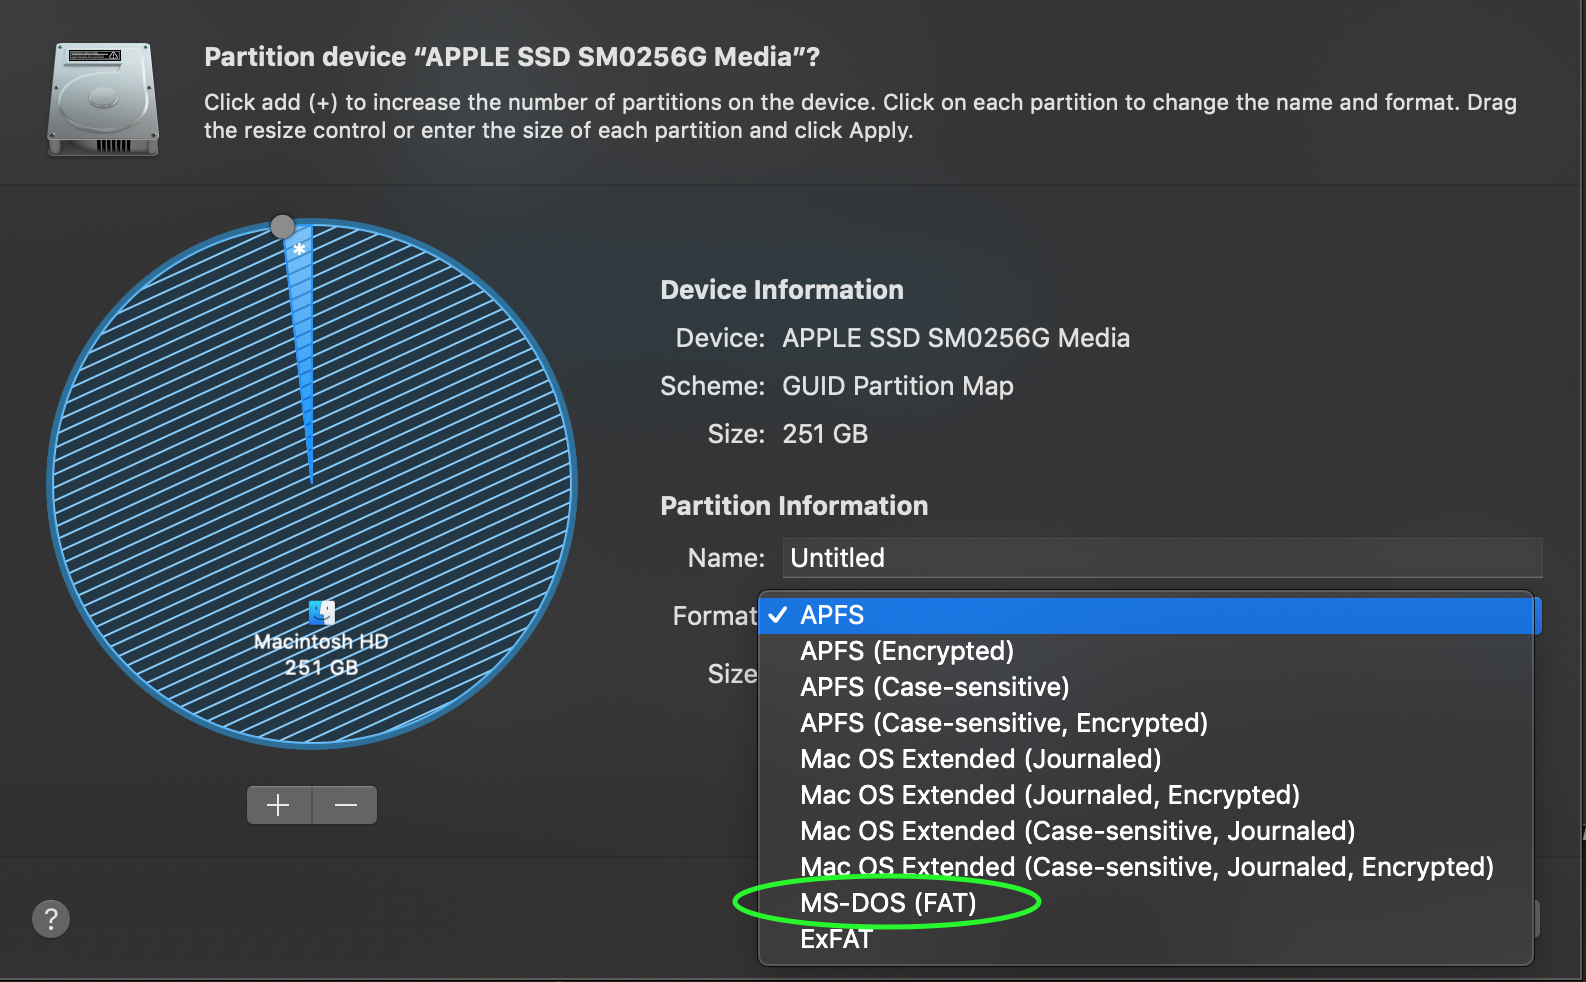 Partition device “APPLE SSD SM0256G Media”?
Click add (+) to increase the number of partitions on the device. Click on each partition to change the name and format. Drag
the resize control or enter the size of each partition and click Apply.
*
Macintosh HD
251 GB
+ −
?
Device Information
Device: APPLE SSD SM0256G Media
Scheme: GUID Partition Map
Size: 251 GB
Partition Information
Name: Untitled
Format
✓ APFS
APFS (Encrypted)
Size
APFS (Case-sensitive)
APFS (Case-sensitive, Encrypted)
Mac OS Extended (Journaled)
Mac OS Extended (Journaled, Encrypted)
Mac OS Extended (Case-sensitive, Journaled)
Mac OS Extended (Case-sensitive, Journaled, Encrypted)
MS-DOS (FAT)
ExFAT